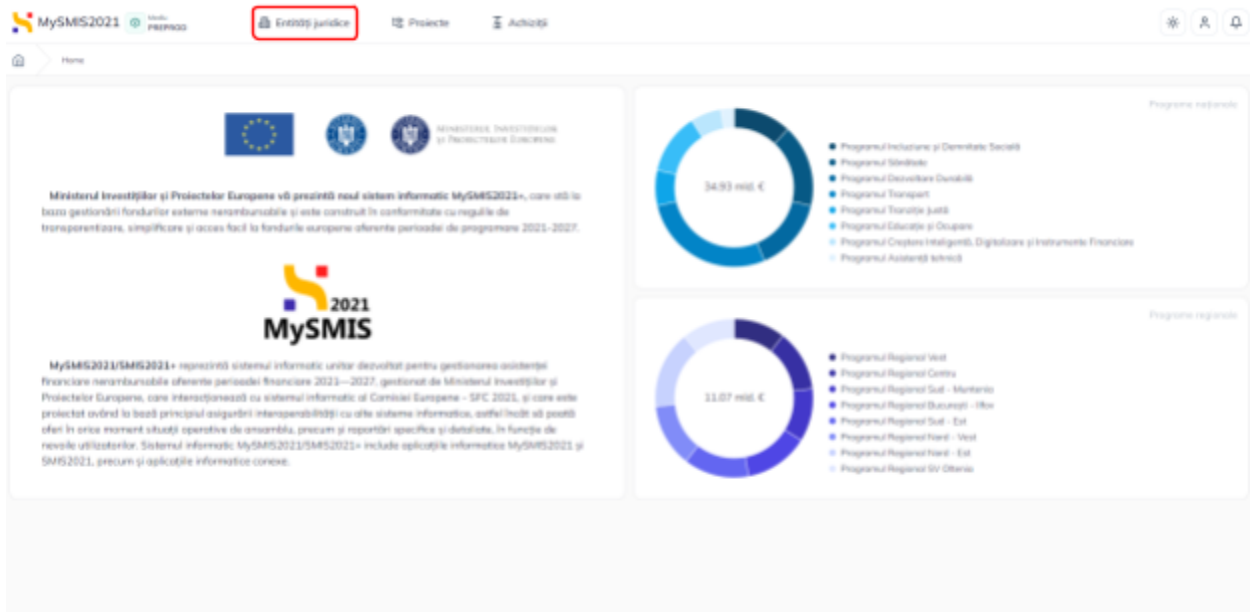 MySMIS2021
Mediu
PREPROD
Entități juridice
Proiecte
Achiziții
Home
MINISTERUL INVESTIȚIILOR
ȘI PROIECTELOR EUROPENE
Ministerul Investițiilor și Proiectelor Europene vă prezintă noul sistem informatic MySMIS2021+, care stă la
baza gestionării fondurilor externe nerambursabile și este construit în conformitate cu regulile de
transparentizare, simplificare și acces facil la fondurile europene aferente perioadei de programare 2021-2027.
2021
MySMIS
MySMIS2021/SMIS2021+ reprezintă sistemul informatic unitar dezvoltat pentru gestionarea asistenței
financiare nerambursabile aferente perioadei financiare 2021—2027, gestionat de Ministerul Investițiilor și
Proiectelor Europene, care interacționează cu sistemul informatic al Comisiei Europene - SFC 2021, și care este
proiectat având la bază principiul asigurării interoperabilității cu alte sisteme informatice, astfel încât să poată
oferi în orice moment situații operative de ansamblu, precum și raportări specifice și detaliate, în funcție de
nevoile utilizatorilor. Sistemul informatic MySMIS2021/SMIS2021+ include aplicațiile informatice MySMIS2021 și
SMIS2021, precum și aplicațiile informatice conexe.
Programe naționale
34.93 mld. €
Programul Incluziune și Demnitate Socială
Programul Sănătate
Programul Dezvoltare Durabilă
Programul Transport
Programul Tranziție Justă
Programul Educație și Ocupare
Programul Creștere Inteligentă, Digitalizare și Instrumente Financiare
Programul Asistență tehnică
Programe regionale
11.07 mld. €
Programul Regional Vest
Programul Regional Centru
Programul Regional Sud - Muntenia
Programul Regional București - Ilfov
Programul Regional Sud - Est
Programul Regional Nord - Vest
Programul Regional Nord - Est
Programul Regional SV Oltenia